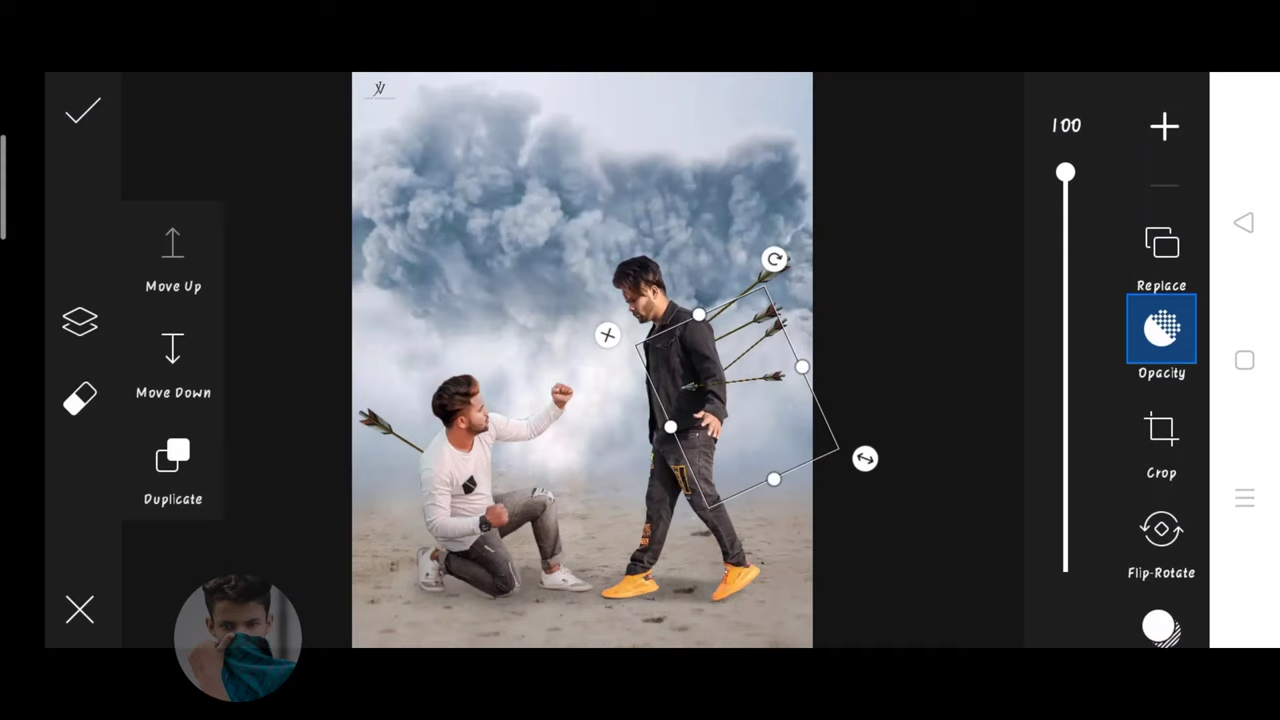 100
Move Up
Replace
Opacity
Move Down
Crop
Duplicate
Flip-Rotate